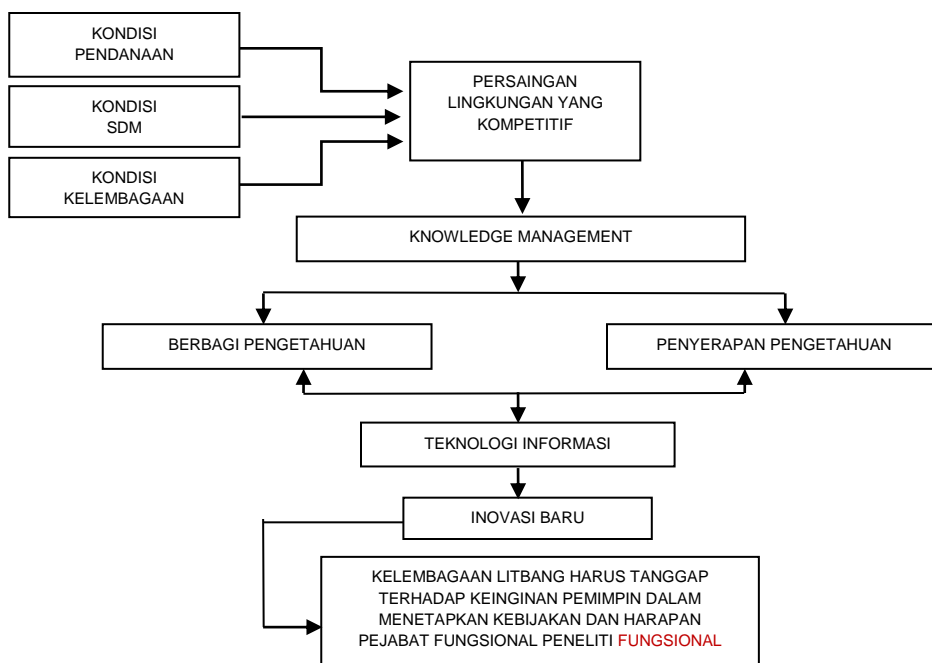 KONDISI
PENDANAAN
KONDISI
SDM
KONDISI
KELEMBAGAAN
PERSAINGAN
LINGKUNGAN YANG
KOMPETITIF
KNOWLEDGE MANAGEMENT
BERBAGI PENGETAHUAN
PENYERAPAN PENGETAHUAN
TEKNOLOGI INFORMASI
INOVASI BARU
KELEMBAGAAN LITBANG HARUS TANGGAP
TERHADAP KEINGINAN PEMIMPIN DALAM
MENETAPKAN KEBIJAKAN DAN HARAPAN
PEJABAT FUNGSIONAL PENELITI FUNGSIONAL